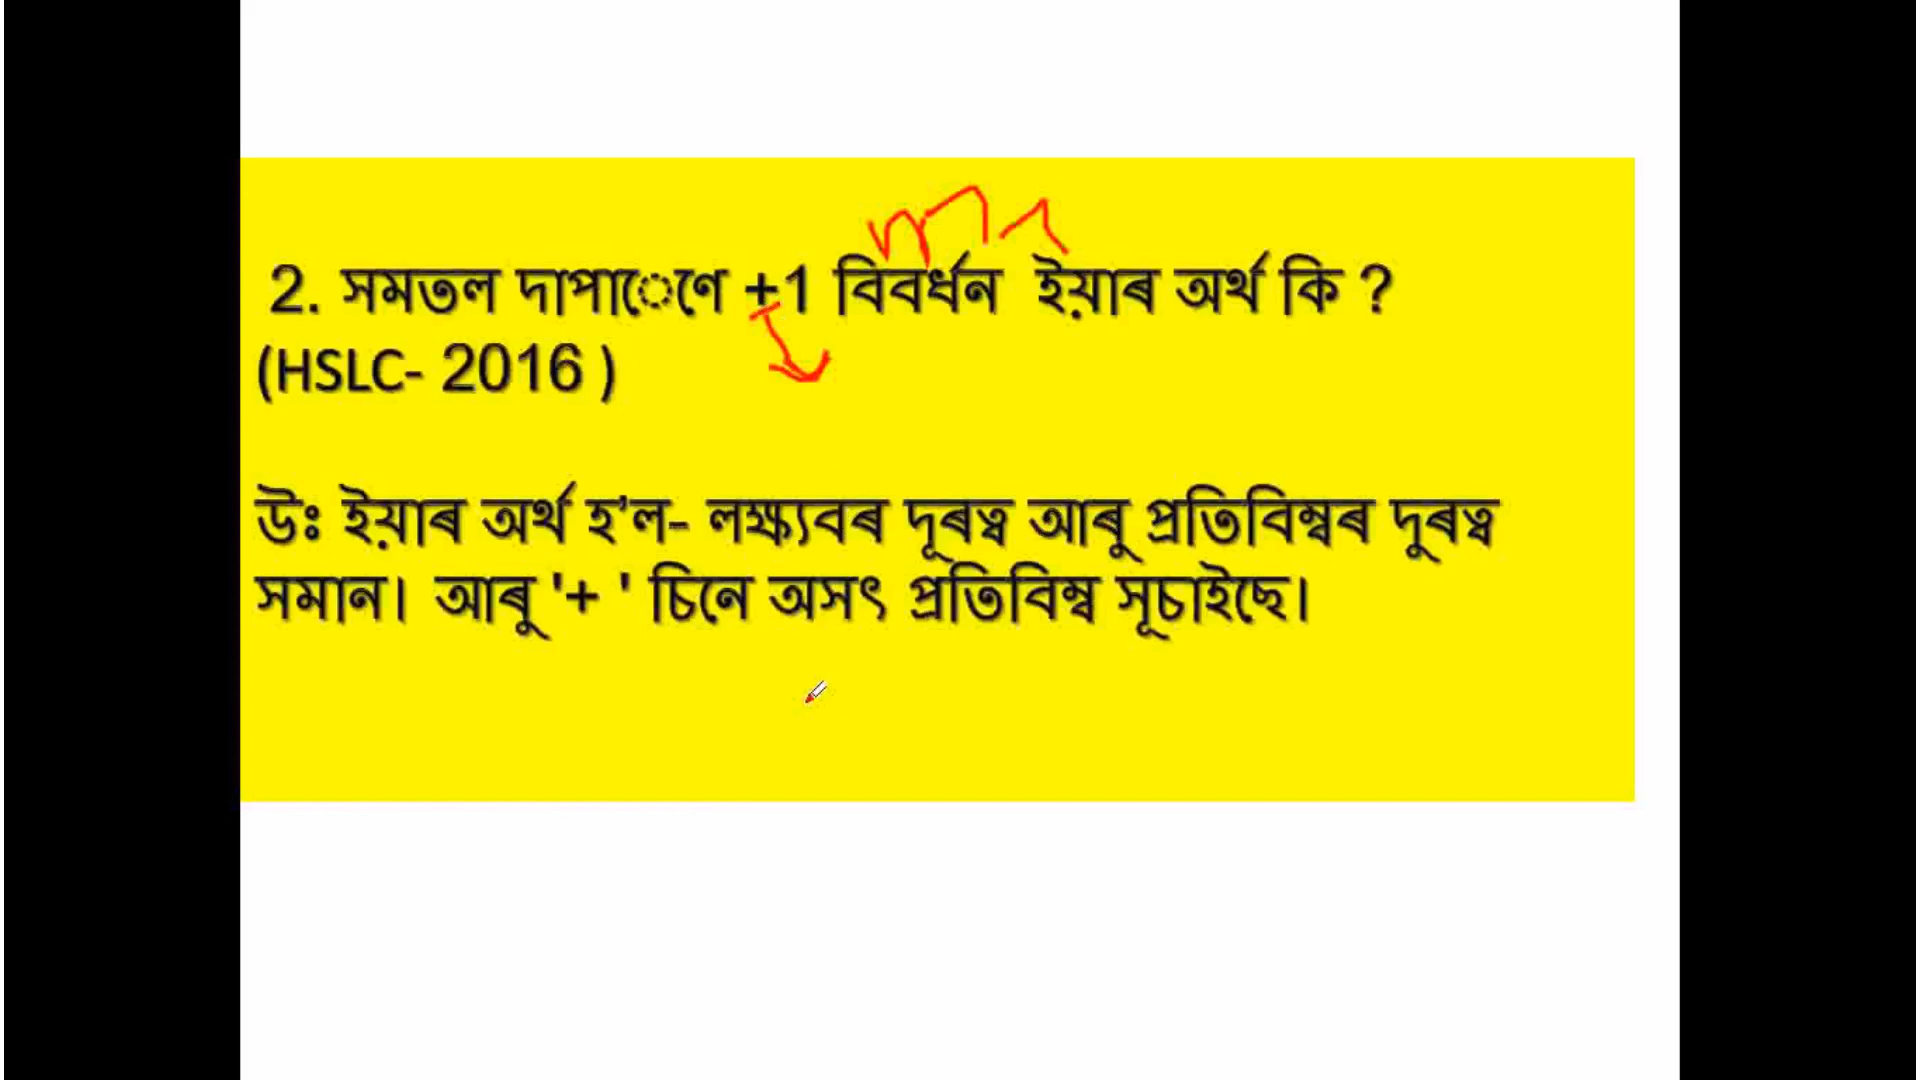 2. সমতল দাপােেণ +1 বিবৰ্ধন ইয়াৰ অৰ্থ কি ?
(HSLC- 2016 )
উঃ ইয়াৰ অৰ্থ হ'ল- লক্ষ্যবৰ দূৰত্ব আৰু প্ৰতিবিম্বৰ দুৰত্ব
সমান। আৰু '+ ' চিনে অসৎ প্ৰতিবিম্ব সূচাইছে।